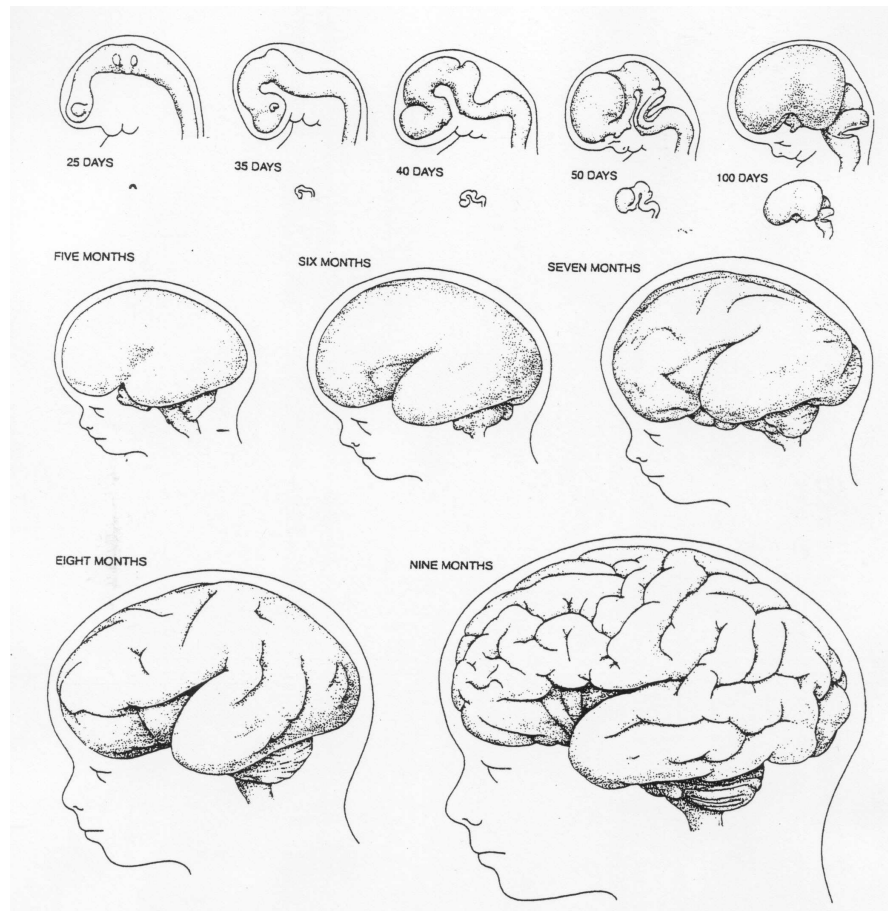 25 DAYS
35 DAYS
40 DAYS
50 DAYS
100 DAYS
FIVE MONTHS
SIX MONTHS
SEVEN MONTHS
EIGHT MONTHS
NINE MONTHS